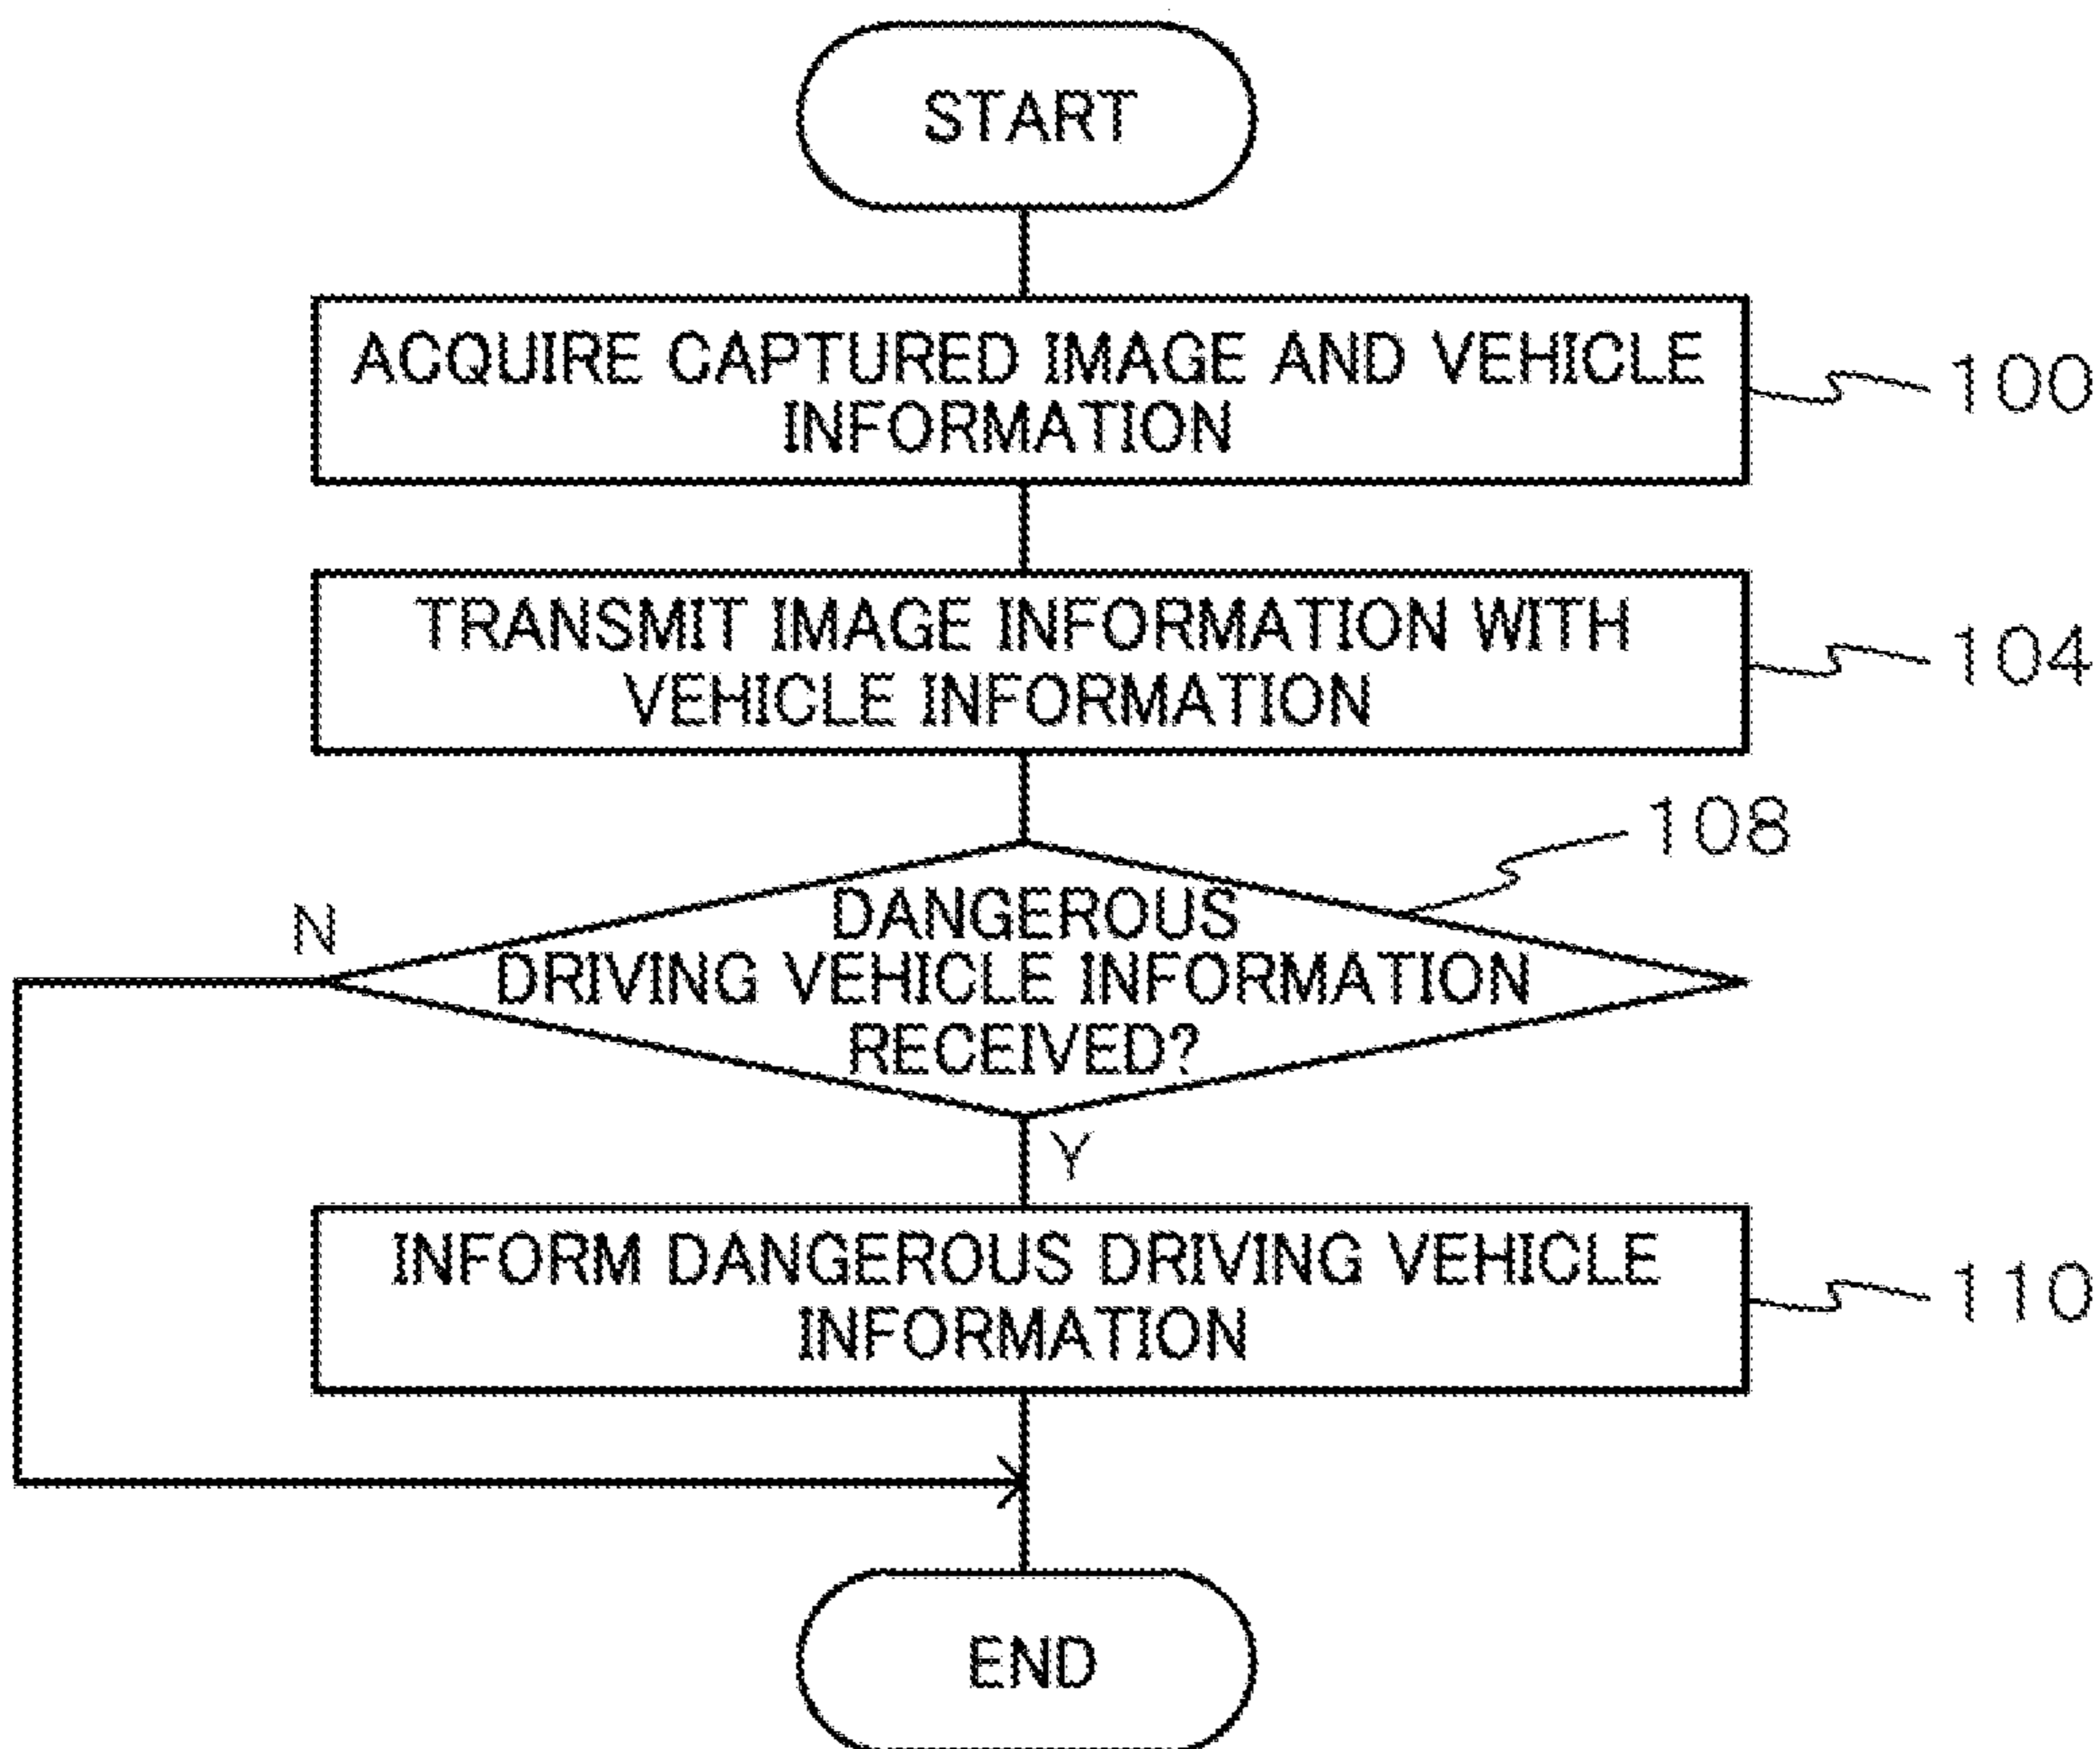 START
ACQUIRE CAPTURED IMAGE AND VEHICLE
INFORMATION
100
TRANSMIT IMAGE INFORMATION WITH
VEHICLE INFORMATION
104
108
N
DANGEROUS
DRIVING VEHICLE INFORMATION
RECEIVED?
Y
INFORM DANGEROUS DRIVING VEHICLE
INFORMATION
110
END